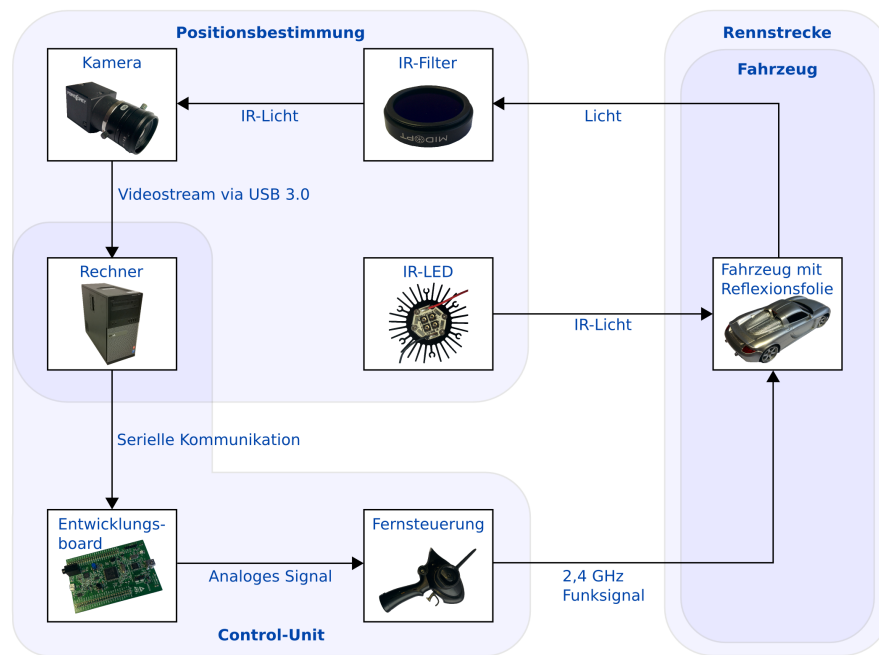 Positionsbestimmung
Rennstrecke
Kamera
IR-Filter
Fahrzeug
MIDOPT
IR-Licht
Licht
Videostream via USB 3.0
Rechner
IR-LED
Fahrzeug mit
Reflexionsfolie
IR-Licht
Serielle Kommunikation
Entwicklungs-
board
Fernsteuerung
Analoges Signal
2,4 GHz
Funksignal
Control-Unit